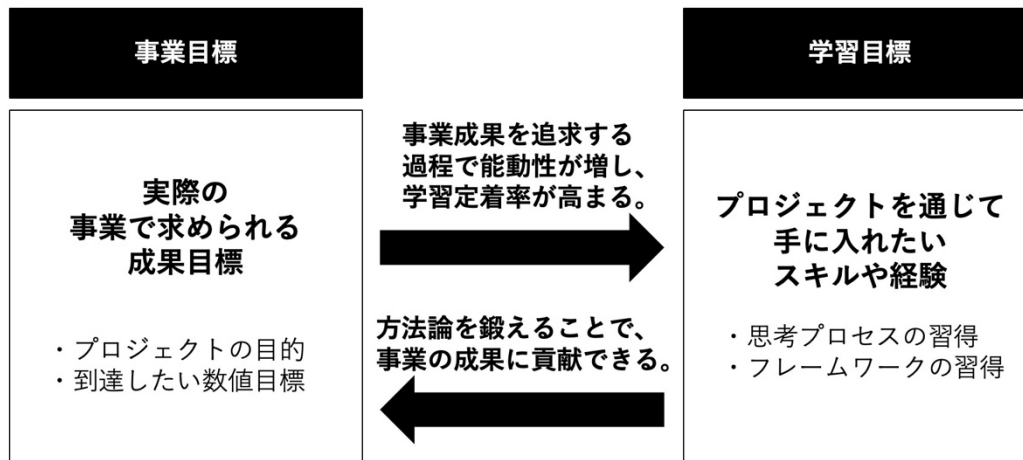 事業目標
実際の
事業で求められる
成果目標
・プロジェクトの目的
・到達したい数値目標
事業成果を追求する
過程で能動性が増し、
学習定着率が高まる。
方法論を鍛えることで、
事業の成果に貢献できる。
学習目標
プロジェクトを通じて
手に入れたい
スキルや経験
・思考プロセスの習得
・フレームワークの習得